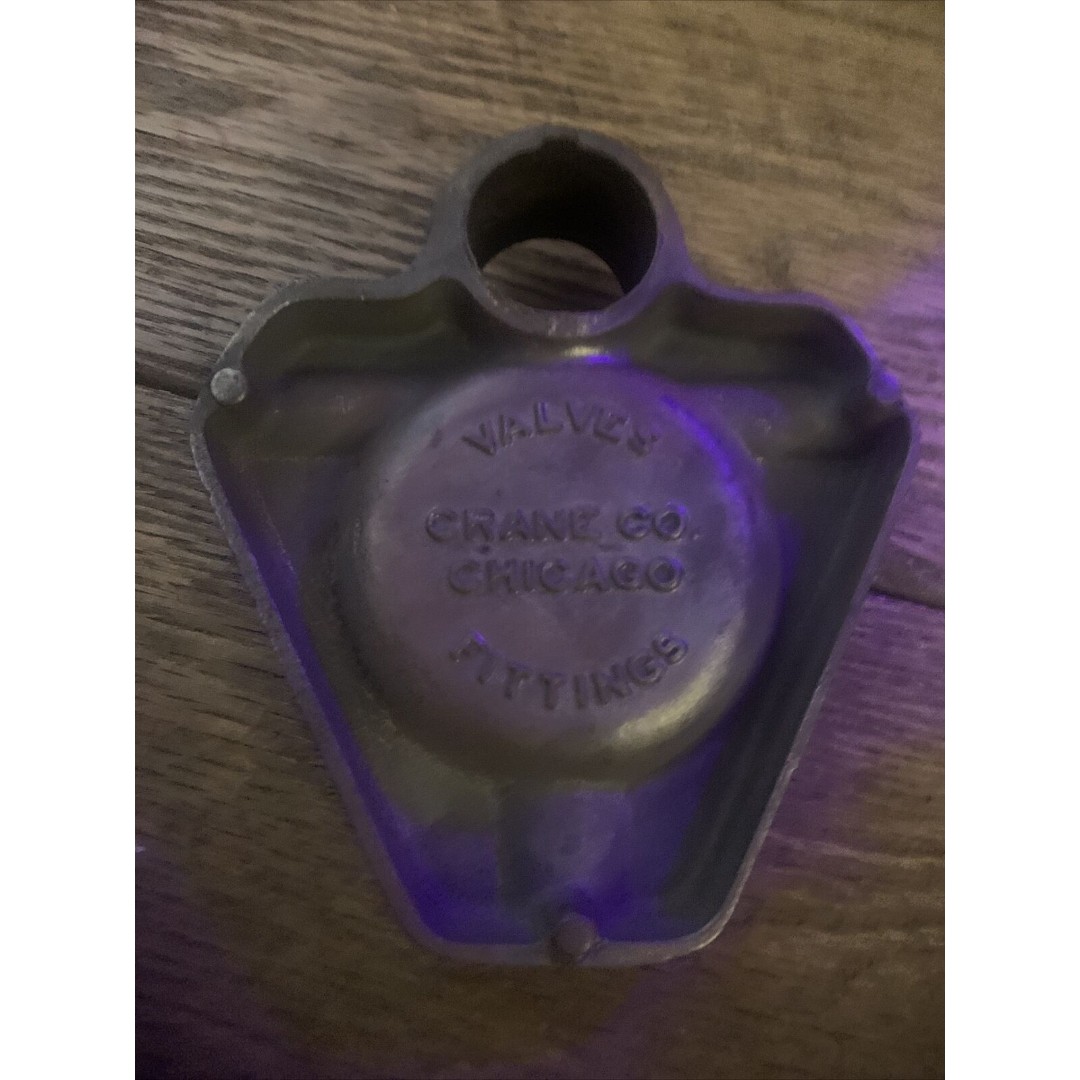 VALVES
CRANE CO.
CHICAGO
FITTINGS